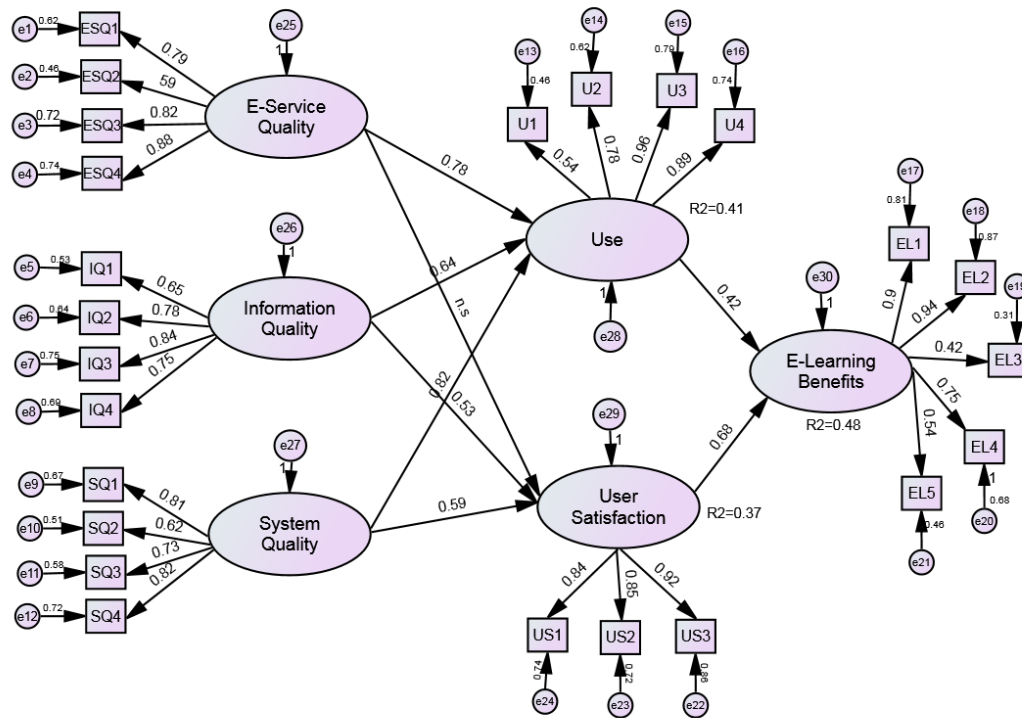 e1
0.62
ESQ1
0.79
e2
0.46
ESQ2
59
e3
0.72
ESQ3
0.82
e4
0.74
ESQ4
0.88
e25
1
E-Service
Quality
e5
0.53
IQ1
0.65
e6
0.64
IQ2
0.78
e7
0.75
IQ3
0.84
e8
0.69
IQ4
0.75
e26
1
Information
Quality
e9
0.67
SQ1
0.81
e10
0.51
SQ2
0.62
e11
0.58
SQ3
0.73
e12
0.72
SQ4
0.82
e27
1
System
Quality
0.78
0.64
n.s
0.82
0.53
0.59
e13
0.46
U1
0.54
e14
0.62
U2
0.78
e15
0.79
U3
0.96
e16
0.74
U4
0.89
Use
R2=0.41
1
e28
0.42
e29
1
User
Satisfaction
R2=0.37
0.68
0.84
US1
0.74
e24
0.85
US2
0.72
e23
0.92
US3
0.86
e22
e30
1
E-Learning
Benefits
R2=0.48
e17
0.81
EL1
0.9
e18
0.87
EL2
0.94
e19
0.31
EL3
0.42
0.75
EL4
1
0.68
e20
0.54
EL5
0.46
e21